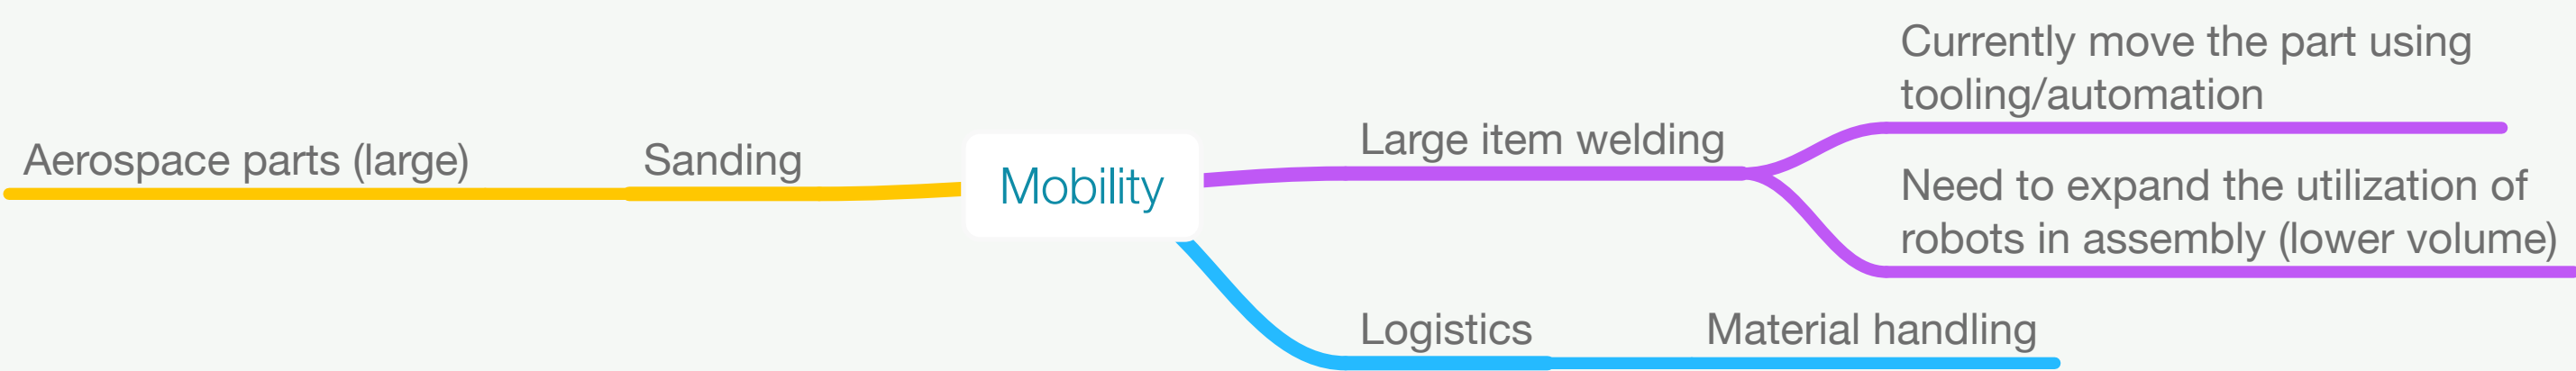 Aerospace parts (large)
Sanding
Mobility
Large item welding
Currently move the part using
tooling/automation
Need to expand the utilization of
robots in assembly (lower volume)
Logistics
Material handling